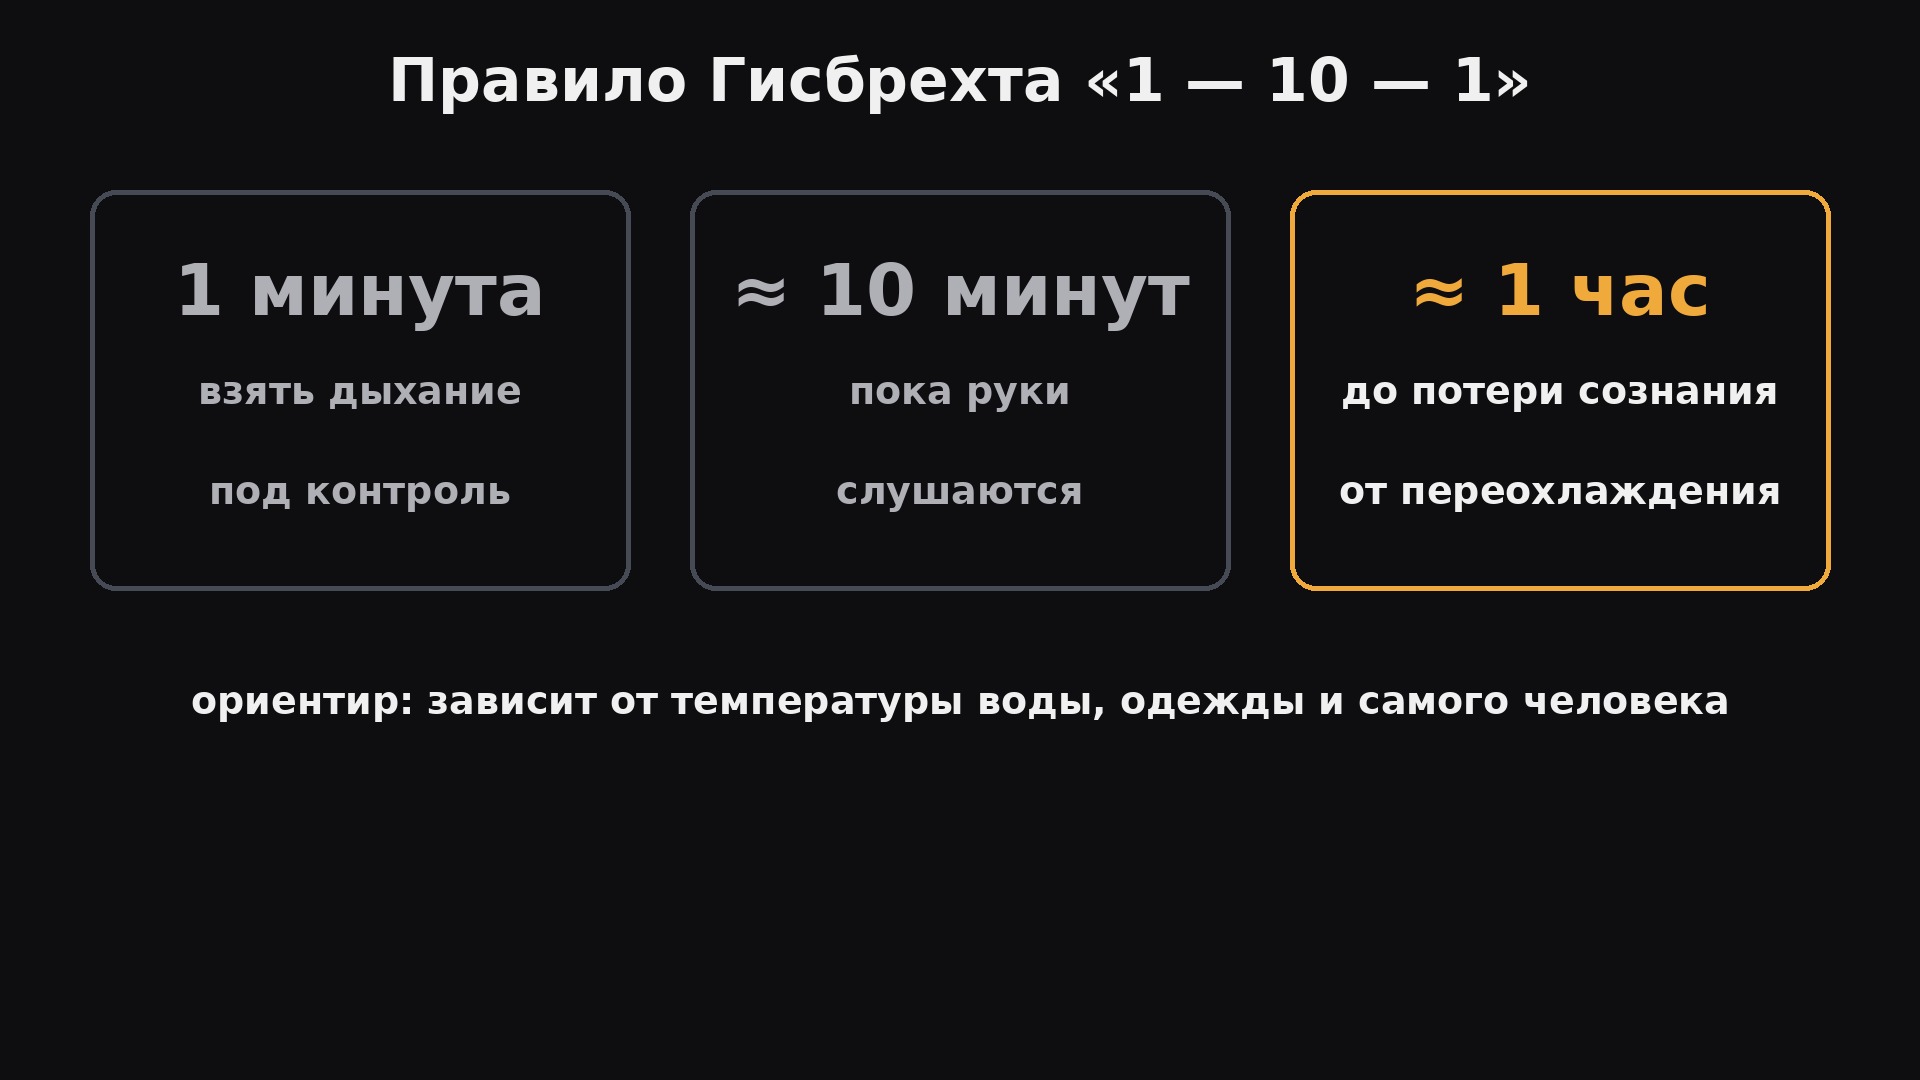 Правило Гисбрехта «1 — 10 — 1»
1 минута
взять дыхание
под контроль
≈ 10 минут
пока руки
слушаются
≈ 1 час
до потери сознания
от переохлаждения
ориентир: зависит от температуры воды, одежды и самого человека